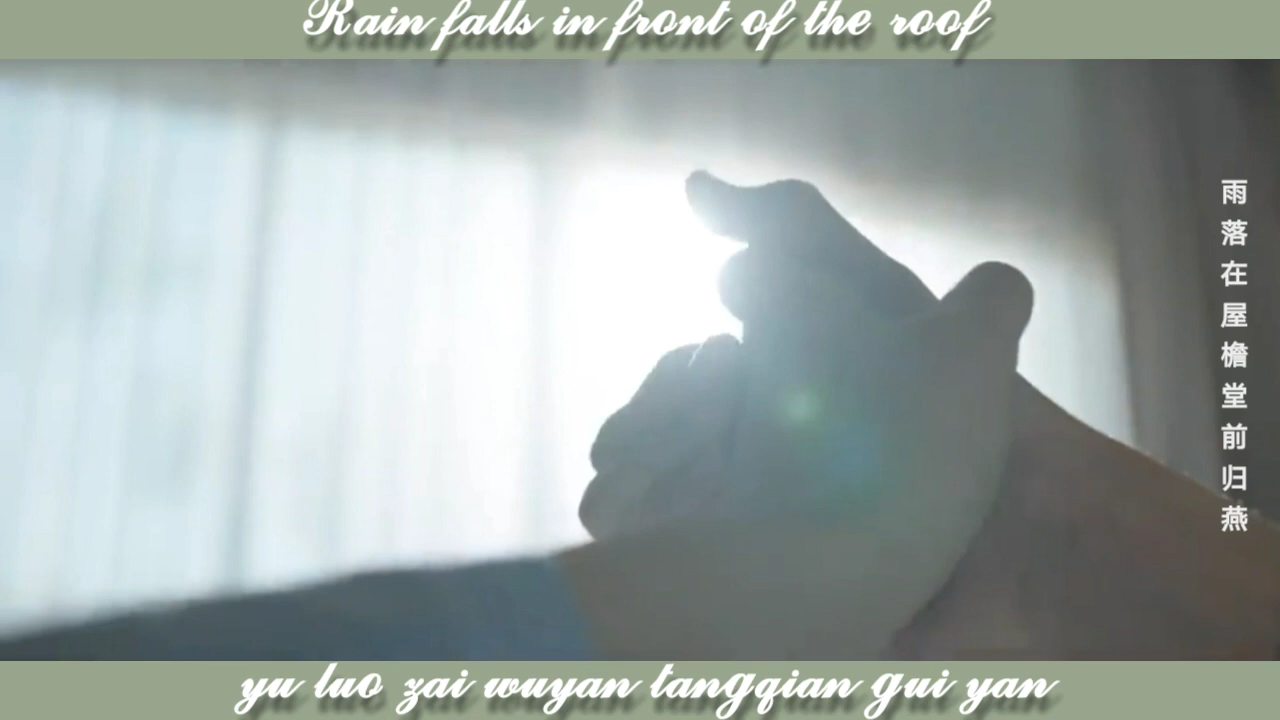 Rain falls in front of the roof
雨落在屋檐堂前归燕
yu luo zai wuyan tangqian gui yan